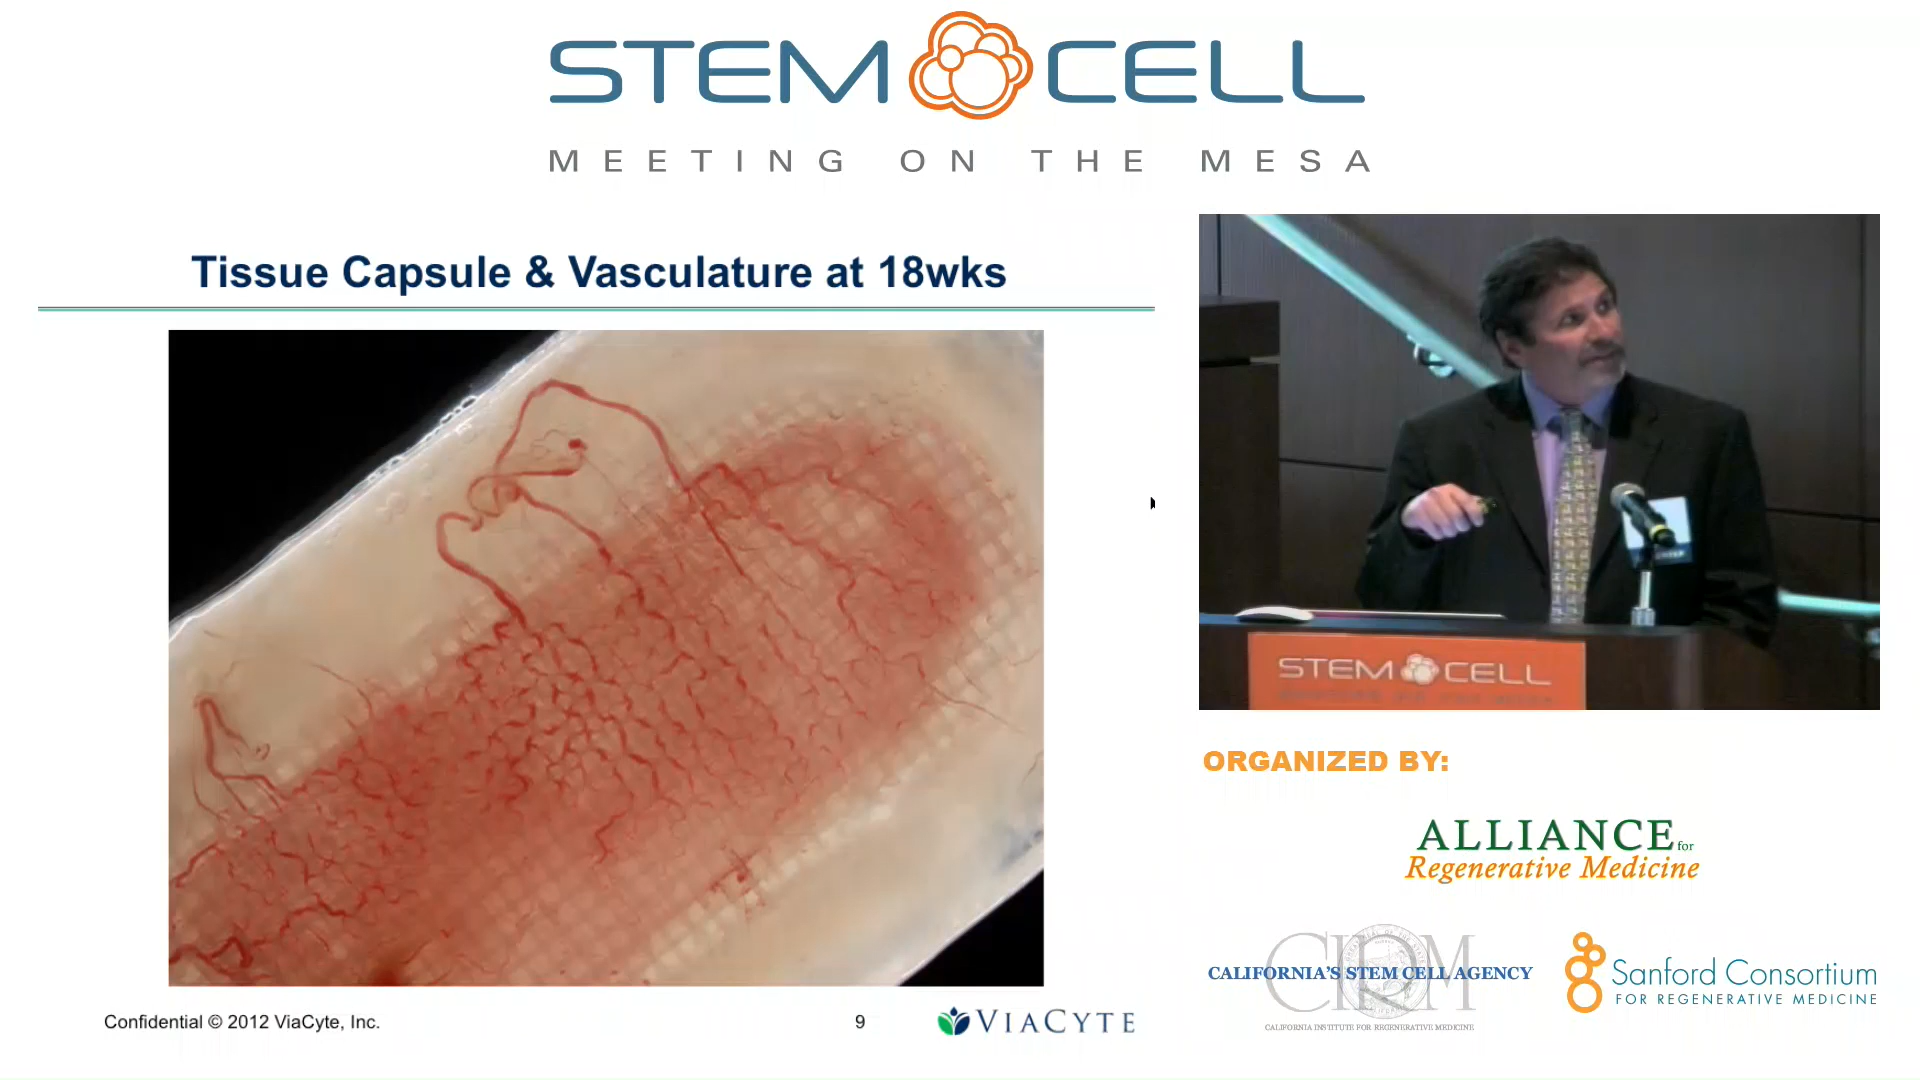 STEM CELL
MEETING ON THE MESA
Tissue Capsule & Vasculature at 18wks
STEM CELL
ORGANIZED BY:
ALLIANCE for
Regenerative Medicine
CIRM
CALIFORNIA'S STEM CELL AGENCY
CALIFORNIA INSTITUTE FOR REGENERATIVE MEDICINE
Sanford Consortium
FOR REGENERATIVE MEDICINE
Confidential © 2012 ViaCyte, Inc.
9
VIACYTE